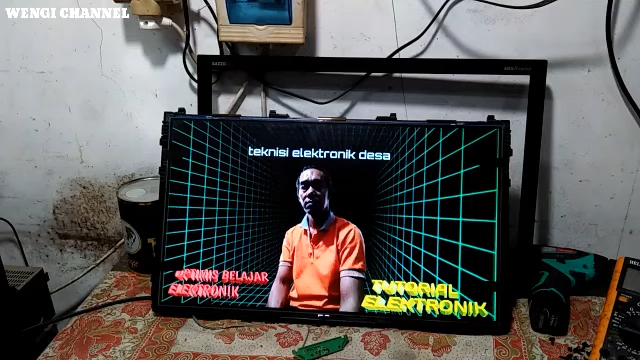 WENGI CHANNEL
teknisi elektronik desa
BELAJAR
ELEKTRONIK
TUTORIAL
ELEKTRONIK